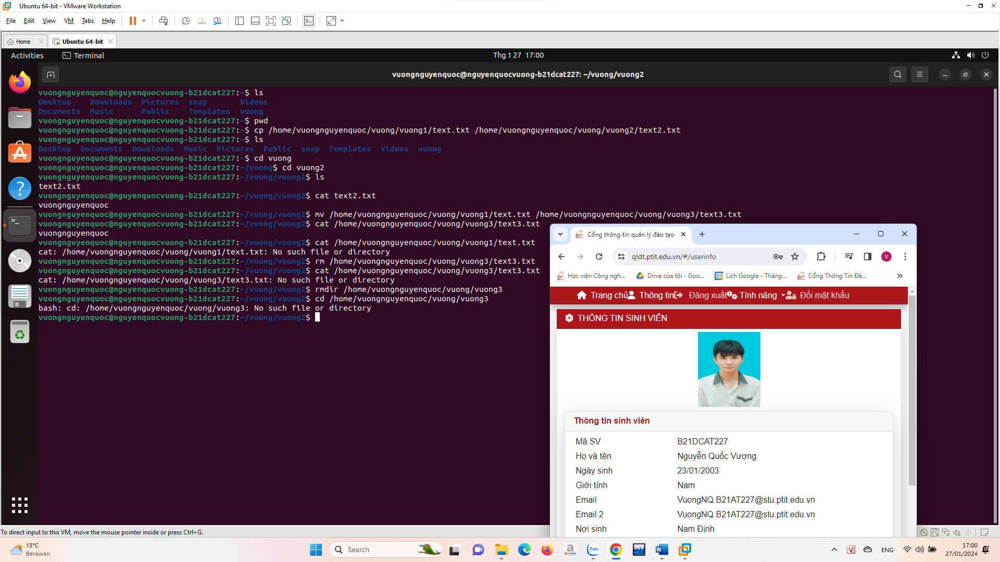 Ubuntu 64-bit - VMware Workstation
File Edit View VM Tabs Help
Home
Ubuntu 64-bit
Activities
Terminal
Thg 1 27 17:00
vuongnguyenquoc@nguyenquocvuong-b21dcat227: ~/vuong/vuong2
vuongnguyenquoc@nguyenquocvuong-b21dcat227:~$ ls
Desktop Downloads Pictures snap Videos
Documents Music Public Templates vuong
vuongnguyenquoc@nguyenquocvuong-b21dcat227:~$ pwd
vuongnguyenquoc@nguyenquocvuong-b21dcat227:~$ cp /home/vuongnguyenquoc/vuong/vuong1/text.txt /home/vuongnguyenquoc/vuong/vuong2/text2.txt
vuongnguyenquoc@nguyenquocvuong-b21dcat227:~$ ls
Desktop Documents Downloads Music Pictures Public snap Templates Videos vuong
vuongnguyenquoc@nguyenquocvuong-b21dcat227:~$ cd vuong
vuongnguyenquoc@nguyenquocvuong-b21dcat227:~/vuong$ cd vuong2
vuongnguyenquoc@nguyenquocvuong-b21dcat227:~/vuong/vuong2$ ls
text2.txt
vuongnguyenquoc@nguyenquocvuong-b21dcat227:~/vuong/vuong2$ cat text2.txt
vuongnguyenquoc
vuongnguyenquoc@nguyenquocvuong-b21dcat227:~/vuong/vuong2$ mv /home/vuongnguyenquoc/vuong/vuong1/text.txt /home/vuongnguyenquoc/vuong/vuong3/text3.txt
vuongnguyenquoc@nguyenquocvuong-b21dcat227:~/vuong/vuong2$ cat /home/vuongnguyenquoc/vuong/vuong3/text3.txt
vuongnguyenquoc
vuongnguyenquoc@nguyenquocvuong-b21dcat227:~/vuong/vuong2$ cat /home/vuongnguyenquoc/vuong/vuong1/text.txt
cat: /home/vuongnguyenquoc/vuong/vuong1/text.txt: No such file or directory
vuongnguyenquoc@nguyenquocvuong-b21dcat227:~/vuong/vuong2$ rm /home/vuongnguyenquoc/vuong/vuong3/text3.txt
vuongnguyenquoc@nguyenquocvuong-b21dcat227:~/vuong/vuong2$ cat /home/vuongnguyenquoc/vuong/vuong3/text3.txt
cat: /home/vuongnguyenquoc/vuong/vuong3/text3.txt: No such file or directory
vuongnguyenquoc@nguyenquocvuong-b21dcat227:~/vuong/vuong2$ rmdir /home/vuongnguyenquoc/vuong/vuong3
vuongnguyenquoc@nguyenquocvuong-b21dcat227:~/vuong/vuong2$ cd /home/vuongnguyenquoc/vuong/vuong3
bash: cd: /home/vuongnguyenquoc/vuong/vuong3: No such file or directory
vuongnguyenquoc@nguyenquocvuong-b21dcat227:~/vuong/vuong2$
Cổng thông tin quản lý đào tạo
qldt.ptit.edu.vn/#/userinfo
V
Học viện Công ngh...
Drive của tôi - Goo...
31
Lịch Google - Tháng...
Cổng Thông Tin Đà...
Trang chủ Thông tin Đăng xuất Tính năng Đổi mật khẩu
THÔNG TIN SINH VIÊN
Thông tin sinh viên
Mã SV B21DCAT227
Họ và tên Nguyễn Quốc Vượng
Ngày sinh 23/01/2003
Giới tính Nam
Email VuongNQ.B21AT227@stu.ptit.edu.vn
Email 2 VuongNQ.B21AT227@stu.ptit.edu.vn
Nơi sinh Nam Định
To direct input to this VM, move the mouse pointer inside or press Ctrl+G.
13°C
Berawan
Search
a
Zalo
DEV
W
V
ENG
17:00
27/01/2024